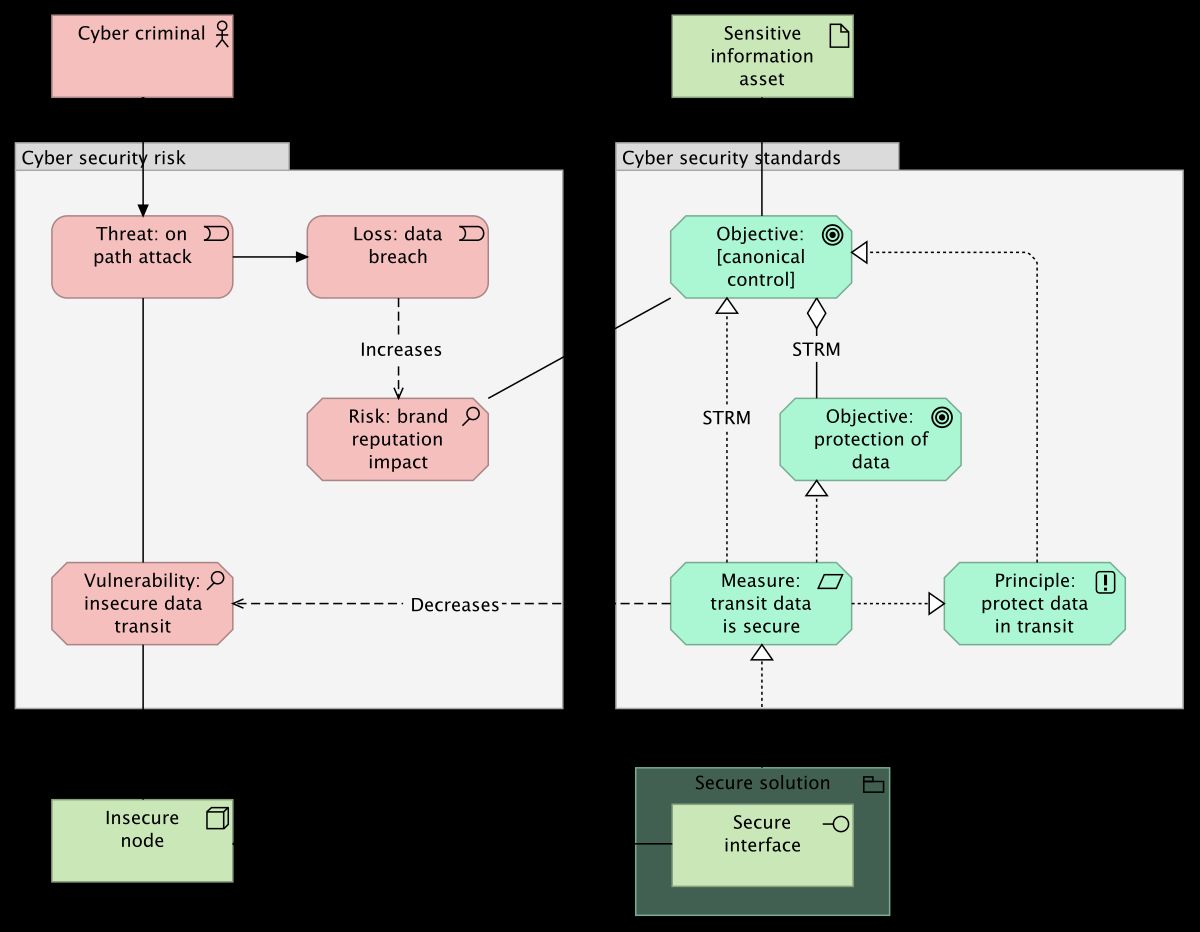 Cyber criminal
Sensitive
information
asset
Cyber security risk
Cyber security standards
Threat: on
path attack
Loss: data
breach
Objective:
[canonical
control]
Increases
STRM
Risk: brand
reputation
impact
STRM
Objective:
protection of
data
Vulnerability:
insecure data
transit
Decreases
Measure:
transit data
is secure
Principle:
protect data
in transit
Insecure
node
Secure solution
Secure
interface